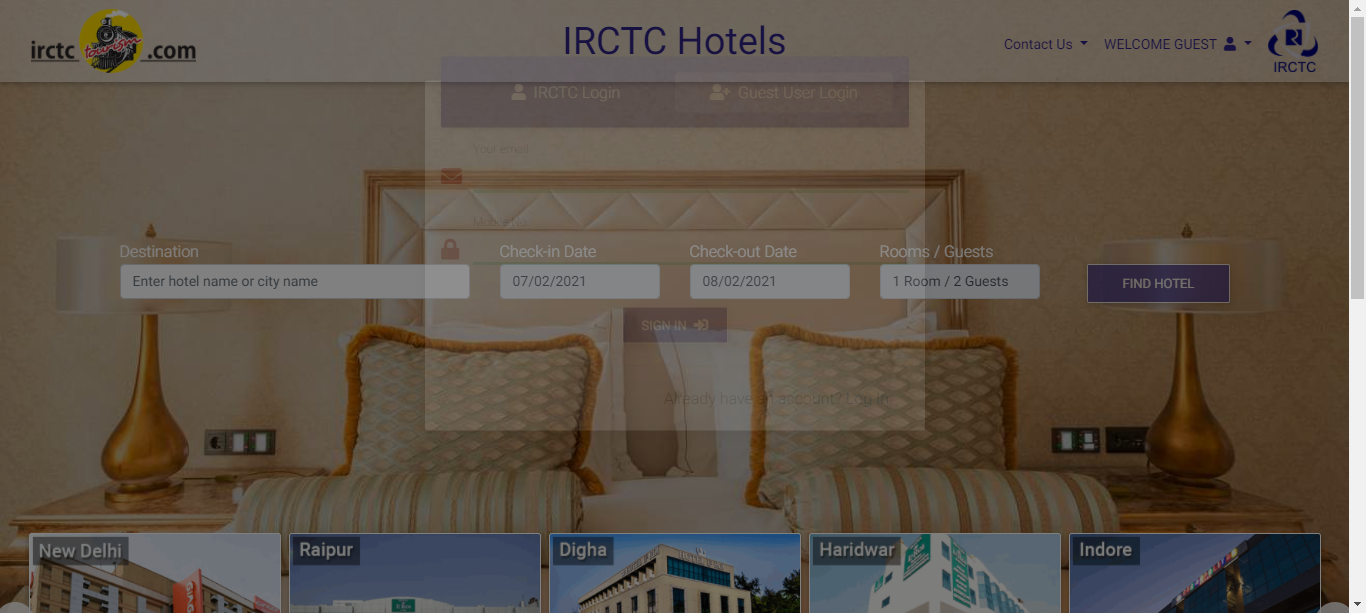 irctc tourism .com
IRCTC Hotels
Contact Us
WELCOME GUEST
IRCTC
IRCTC Login
Guest User Login
Your email
Destination
Check-in Date
Check-out Date
Rooms / Guests
Enter hotel name or city name
07/02/2021
08/02/2021
1 Room / 2 Guests
FIND HOTEL
SIGN IN
Already have an account? Log in
New Delhi
Raipur
Digha
Haridwar
Indore